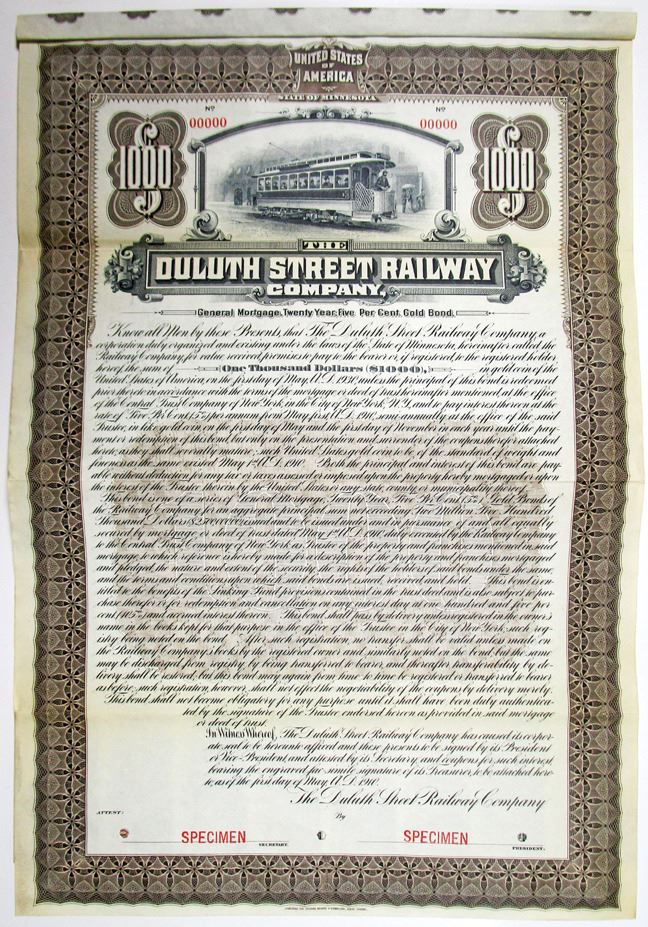 UNITED STATES
OF
AMERICA
STATE OF MINNESOTA
No No
00000 00000
$1000 $1000
THE
DULUTH STREET RAILWAY
COMPANY.
General Mortgage, Twenty Year, Five Per Cent. Gold Bond.
Know all Men by these Presents, that The Duluth Street Railway Company, a
corporation duly organized and existing under the laws of the State of Minnesota, hereinafter called the
Railway Company, for value received, promises to pay to the bearer or, if registered, to the registered holder
hereof, the sum of (One Thousand Dollars ($1000),) in gold coin of the
United States of America, on the first day of May, A.D. 1930, unless the principal of this bond is redeemed
prior hereto in accordance with the terms of the mortgage or deed of trust hereinafter mentioned, at the office
of the Central Trust Company of New York, in the City of New York, N.Y., and to pay interest hereon at the
rate of Five Per Cent. (5%) per annum from May first A.D. 1910, semi-annually at the office of the said
Trustee, in like gold coin on the first day of May and the first day of November in each year, until the pay-
ment or redemption of this bond, but only on the presentation and surrender of the coupons hereto attached
hereto, as they shall severally mature; such United States gold coin to be of the standard of weight and
fineness as the same existed May 1st A.D. 1910. Both the principal and interest of this bond are pay-
able without deduction for any tax or taxes assessed or imposed upon the property hereby mortgaged or upon
the interest of the Trustee therein by the United States or any state, county or municipality thereof.
This bond is one of a series of General Mortgage, Twenty Year, Five Per Cent. (5%) Gold Bonds of
the Railway Company for an aggregate principal sum not exceeding Two Million Five Hundred
Thousand Dollars ($2,500,000) issued and to be issued under and in pursuance of and all equally
secured by mortgage or deed of trust dated May 1st A.D. 1910, duly executed by the Railway Company
to the Central Trust Company of New York as Trustee of the property and franchises mentioned in said
mortgage, to which reference is hereby made for a description of the property and franchises mortgaged
and pledged, the nature and extent of the security, the rights of the holders of said bonds under the same
and the terms and conditions upon which said bonds are issued, received and held. This bond is en-
titled to the benefits of the Sinking Fund provisions contained in the trust deed and is also subject to pur-
chase therefor or for redemption and cancellation on any interest day at one hundred and five per
cent (105%) and accrued interest thereon. This bond shall pass by delivery unless registered in the owner's
name in the books kept for that purpose in the office of the Trustee in the City of New York, such reg-
istry being noted on the bond. After such registration, no transfer shall be valid unless made on
the Railway Company's books by the registered owner and similarly noted on the bond, but the same
may be discharged from registry by being transferred to bearer, and thereafter transferability by de-
livery shall be restored, but this bond may again from time to time be registered or transferred to bearer
as before; such registration, however, shall not affect the negotiability of the coupons by delivery merely.
This bond shall not become obligatory for any purpose until it shall have been duly authentica-
ted by the signature of the Trustee endorsed hereon as provided in said mortgage
or deed of trust.
In Witness Whereof, The Duluth Street Railway Company has caused its corpor-
ate seal to be hereunto affixed and these presents to be signed by its President
or Vice-President and attested by its Secretary, and coupons for such interest
bearing the engraved fac-simile signature of its Treasurer, to be attached here-
to, as of the first day of May, A.D. 1910.
The Duluth Street Railway Company
ATTEST: By
SPECIMEN SPECIMEN
SECRETARY. PRESIDENT.